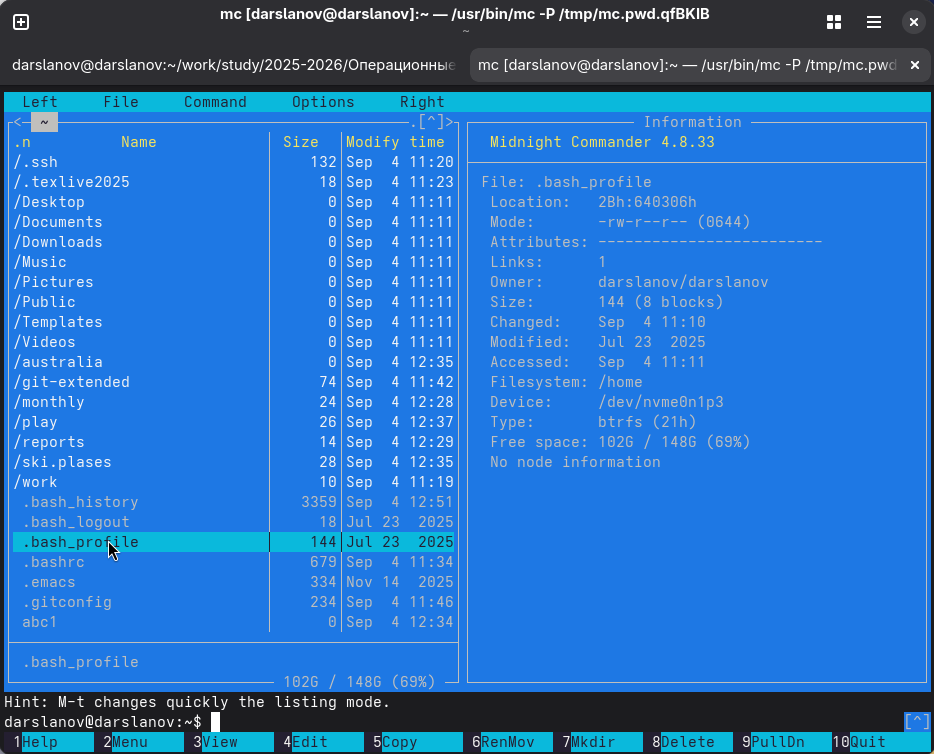 mc [darslanov@darslanov]:~ — /usr/bin/mc -P /tmp/mc.pwd.qfBKIB
~
darslanov@darslanov:~/work/study/2025-2026/Операционные
mc [darslanov@darslanov]:~ — /usr/bin/mc -P /tmp/mc.pwd
Left File Command Options Right
<— ~ .[^]>
.n Name Size Modify time
/.ssh 132 Sep 4 11:20
/.texlive2025 18 Sep 4 11:23
/Desktop 0 Sep 4 11:11
/Documents 0 Sep 4 11:11
/Downloads 0 Sep 4 11:11
/Music 0 Sep 4 11:11
/Pictures 0 Sep 4 11:11
/Public 0 Sep 4 11:11
/Templates 0 Sep 4 11:11
/Videos 0 Sep 4 11:11
/australia 0 Sep 4 12:35
/git-extended 74 Sep 4 11:42
/monthly 24 Sep 4 12:28
/play 26 Sep 4 12:37
/reports 14 Sep 4 12:29
/ski.plases 28 Sep 4 12:35
/work 10 Sep 4 11:19
.bash_history 3359 Sep 4 12:51
.bash_logout 18 Jul 23 2025
.bash_profile 144 Jul 23 2025
.bashrc 679 Sep 4 11:34
.emacs 334 Nov 14 2025
.gitconfig 234 Sep 4 11:46
abc1 0 Sep 4 12:34
.bash_profile
102G / 148G (69%)
Information
Midnight Commander 4.8.33
File: .bash_profile
Location: 2Bh:640306h
Mode: -rw-r--r-- (0644)
Attributes: --------------------------
Links: 1
Owner: darslanov/darslanov
Size: 144 (8 blocks)
Changed: Sep 4 11:10
Modified: Jul 23 2025
Accessed: Sep 4 11:11
Filesystem: /home
Device: /dev/nvme0n1p3
Type: btrfs (21h)
Free space: 102G / 148G (69%)
No node information
Hint: M-t changes quickly the listing mode.
darslanov@darslanov:~$ [^]
1Help 2Menu 3View 4Edit 5Copy 6RenMov 7Mkdir 8Delete 9PullDn 10Quit